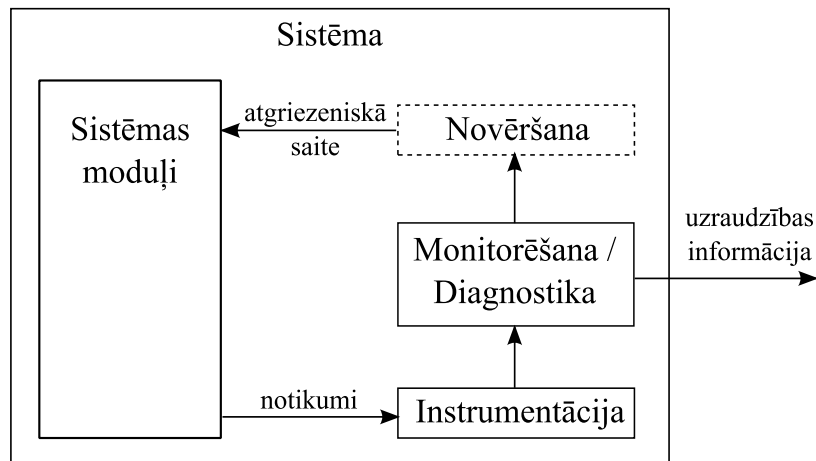 Sistēma
Sistēmas
moduļi
atgriezeniskā
saite
Novēršana
Monitorēšana /
Diagnostika
uzraudzības
informācija
notikumi
Instrumentācija